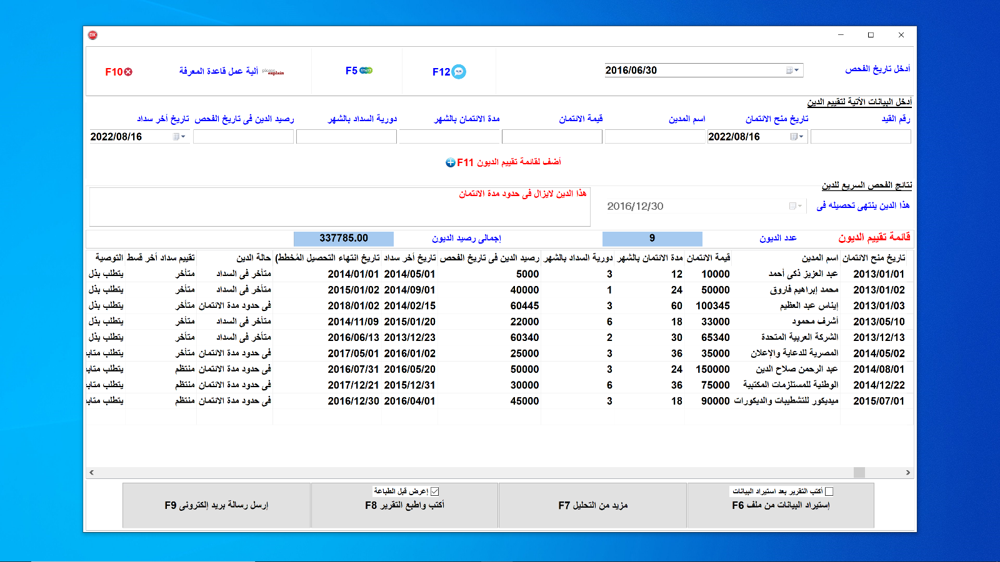 DX
أدخل تاريخ الفحص 2016/06/30 F12 START F5 please explain ألية عمل قاعدة المعرفة F10
أدخل البيانات الأتية لتقييم الدين
رقم القيد تاريخ منح الائتمان اسم المدين قيمة الائتمان مدة الائتمان بالشهر دورية السداد بالشهر رصيد الدين فى تاريخ الفحص تاريخ أخر سداد
2022/08/16 2022/08/16
أضف لقائمة تقييم الديون F11
نتائج الفحص السريع للدين
هذا الدين ينتهى تحصيله فى 2016/12/30 هذا الدين لايزال فى حدود مدة الائتمان
قائمة تقييم الديون عدد الديون 9 إجمالى رصيد الديون 337785.00
تاريخ منح الائتمان اسم المدين قيمة الائتمان مدة الائتمان بالشهر دورية السداد بالشهر رصيد الدين فى تاريخ الفحص تاريخ أخر سداد تاريخ انتهاء التحصيل المُخطط) حالة الدين تقييم سداد أخر قسط التوصية
2013/01/01 عبد العزيز ذكى أحمد 10000 12 3 5000 2014/05/01 2014/01/01 متأخر فى السداد متأخر يتطلب بذل
2013/01/02 محمد إبراهيم فاروق 50000 24 1 40000 2014/09/01 2015/01/02 متأخر فى السداد متأخر يتطلب بذل
2013/01/03 إيناس عبد العظيم 100345 60 3 60445 2014/02/15 2018/01/02 فى حدود مدة الائتمان متأخر يتطلب بذل
2013/05/10 أشرف محمود 33000 18 6 22000 2015/01/20 2014/11/09 متأخر فى السداد متأخر يتطلب بذل
2013/12/13 الشركة العربية المتحدة 65340 30 2 60340 2013/12/23 2016/06/13 متأخر فى السداد متأخر يتطلب بذل
2014/05/02 المصرية للدعاية والإعلان 35000 36 3 25000 2016/01/02 2017/05/01 فى حدود مدة الائتمان متأخر يتطلب متاب
2014/08/01 عبد الرحمن صلاح الدين 150000 24 3 50000 2016/05/20 2016/07/31 فى حدود مدة الائتمان منتظم يتطلب متاب
2014/12/22 الوطنية للمستلزمات المكتبية 75000 36 6 30000 2015/12/31 2017/12/21 فى حدود مدة الائتمان منتظم يتطلب متاب
2015/07/01 ميديكور للتشطيبات والديكورات 90000 18 3 45000 2016/04/01 2016/12/30 فى حدود مدة الائتمان منتظم يتطلب متاب
أكتب التقرير بعد استيراد البيانات إعرض قبل الطباعة
إستيراد البيانات من ملف F6 مزيد من التحليل F7 أكتب واطبع التقرير F8 إرسل رسالة بريد إلكترونى F9